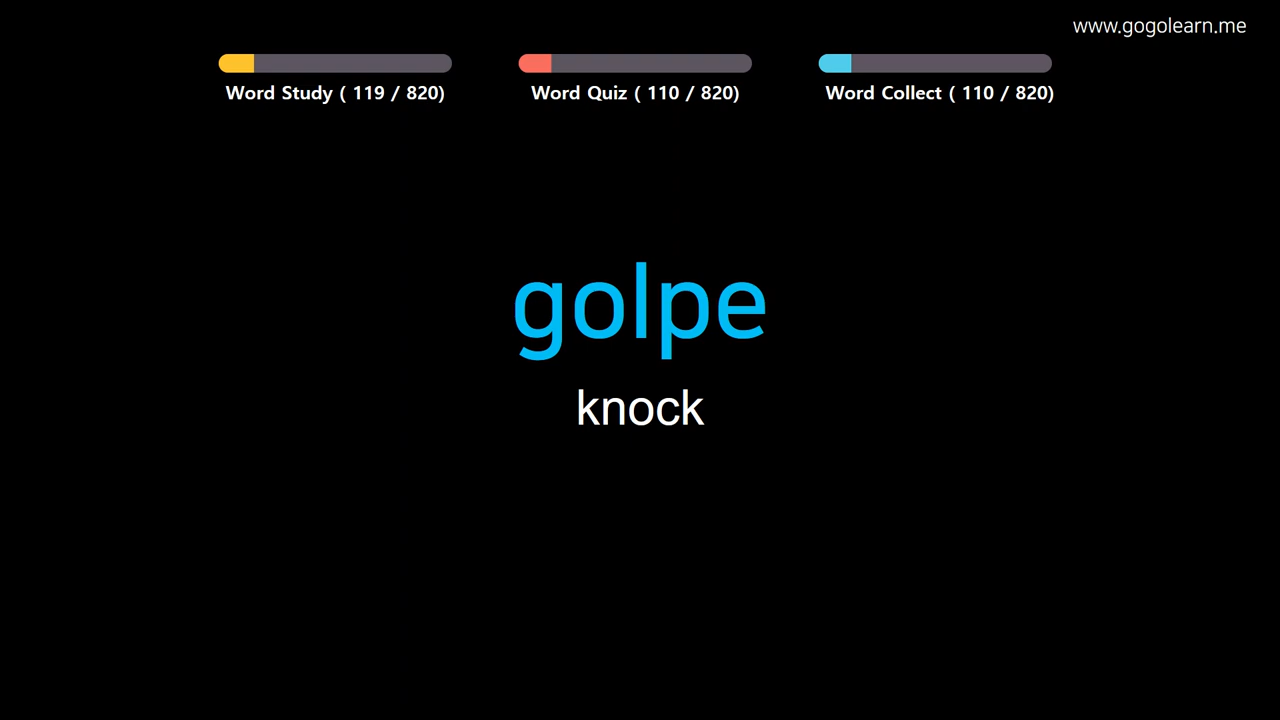 www.gogolearn.me
Word Study ( 119 / 820)
Word Quiz ( 110 / 820)
Word Collect ( 110 / 820)
golpe
knock